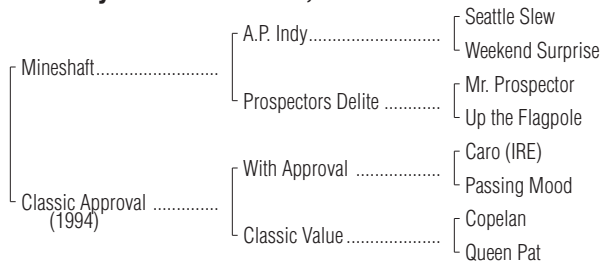 A.P. Indy.............................. Seattle Slew
Weekend Surprise
Mineshaft............................
Prospectors Delite ............. Mr. Prospector
Up the Flagpole
With Approval ................... Caro (IRE)
Passing Mood
Classic Approval ...............
(1994)
Classic Value..................... Copelan
Queen Pat